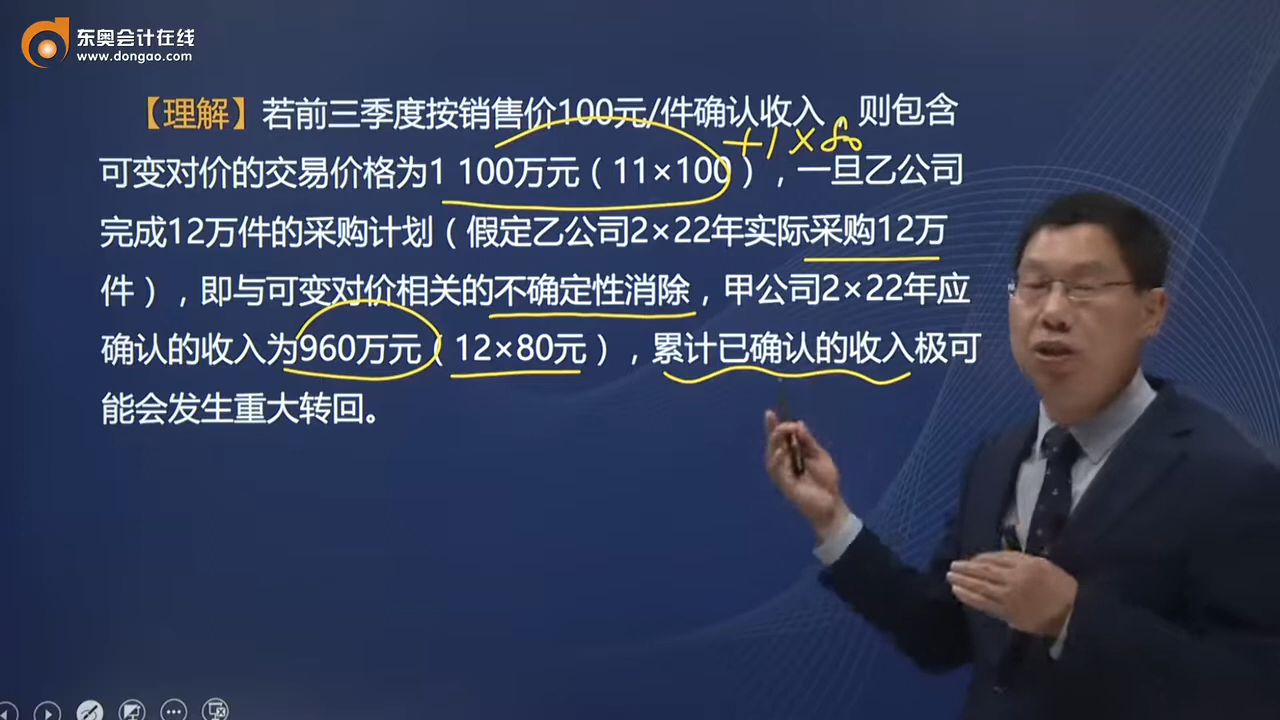 东奥会计在线
www.dongao.com
【理解】若前三季度按销售价100元/件确认收入，则包含
+1×80
可变对价的交易价格为1 100万元（11×100），一旦乙公司
完成12万件的采购计划（假定乙公司2×22年实际采购12万
件），即与可变对价相关的不确定性消除，甲公司2×22年应
确认的收入为960万元（12×80元），累计已确认的收入极可
能会发生重大转回。